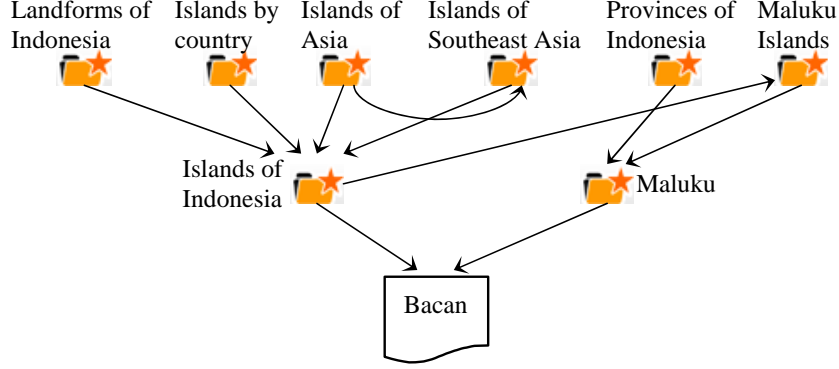 Landforms of
Indonesia
Islands by
country
Islands of
Asia
Islands of
Southeast Asia
Provinces of
Indonesia
Maluku
Islands
Islands of
Indonesia
Maluku
Bacan